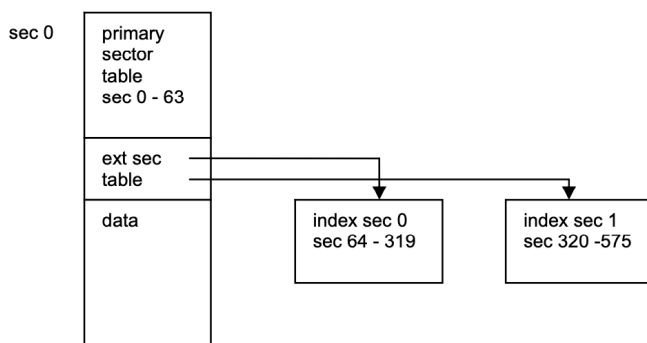 sec 0
primary
sector
table
sec 0 - 63
ext sec
table
data
index sec 0
sec 64 - 319
index sec 1
sec 320 -575